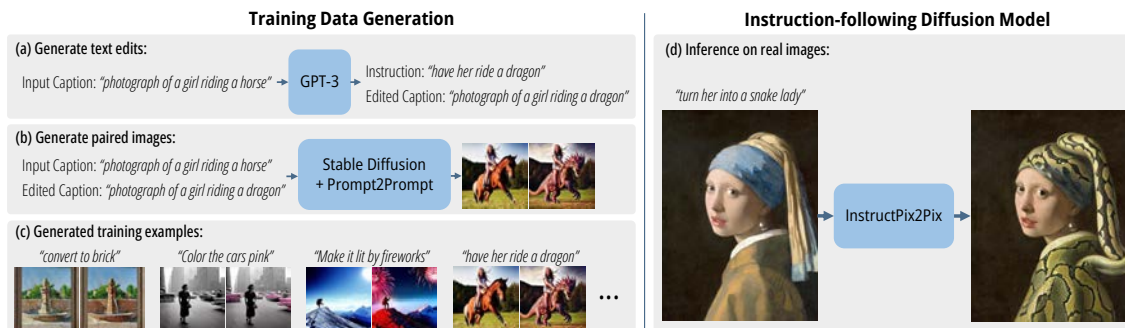 Training Data Generation
(a) Generate text edits:
Input Caption: “photograph of a girl riding a horse”
GPT-3
Instruction: “have her ride a dragon”
Edited Caption: “photograph of a girl riding a dragon”
(b) Generate paired images:
Input Caption: “photograph of a girl riding a horse”
Edited Caption: “photograph of a girl riding a dragon”
Stable Diffusion
+ Prompt2Prompt
(c) Generated training examples:
“convert to brick”
“Color the cars pink”
“Make it lit by fireworks”
“have her ride a dragon”
...
Instruction-following Diffusion Model
(d) Inference on real images:
“turn her into a snake lady”
InstructPix2Pix